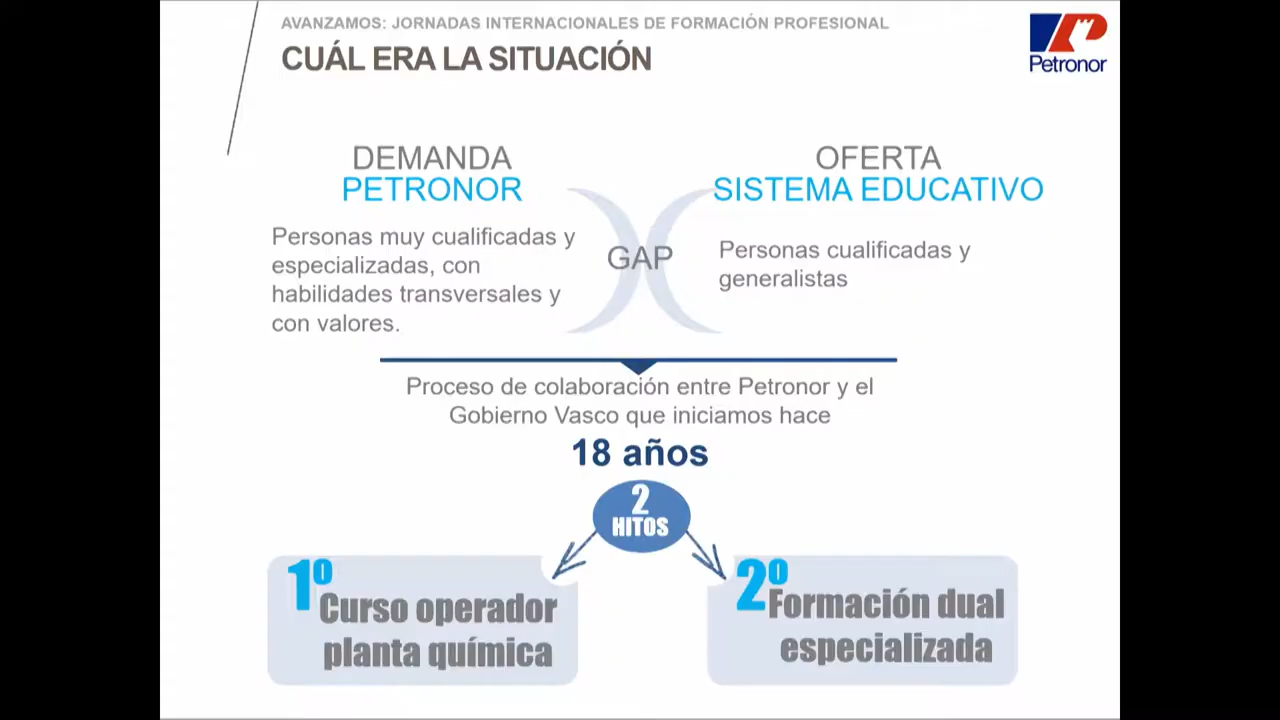 AVANZAMOS: JORNADAS INTERNACIONALES DE FORMACIÓN PROFESIONAL
CUÁL ERA LA SITUACIÓN
Petronor
DEMANDA
PETRONOR
Personas muy cualificadas y
especializadas, con
habilidades transversales y
con valores.
GAP
OFERTA
SISTEMA EDUCATIVO
Personas cualificadas y
generalistas
Proceso de colaboración entre Petronor y el
Gobierno Vasco que iniciamos hace
18 años
2
HITOS
1º
Curso operador
planta química
2º
Formación dual
especializada